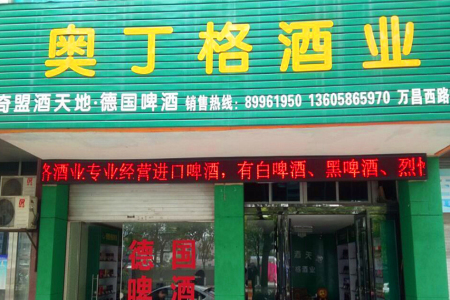 奥丁格酒业
奇盟酒天地·德国啤酒 销售热线:89961950 13605865970 万昌西路
格酒业专业经营进口啤酒,有白啤酒、黑啤酒、烈性
德国
啤酒